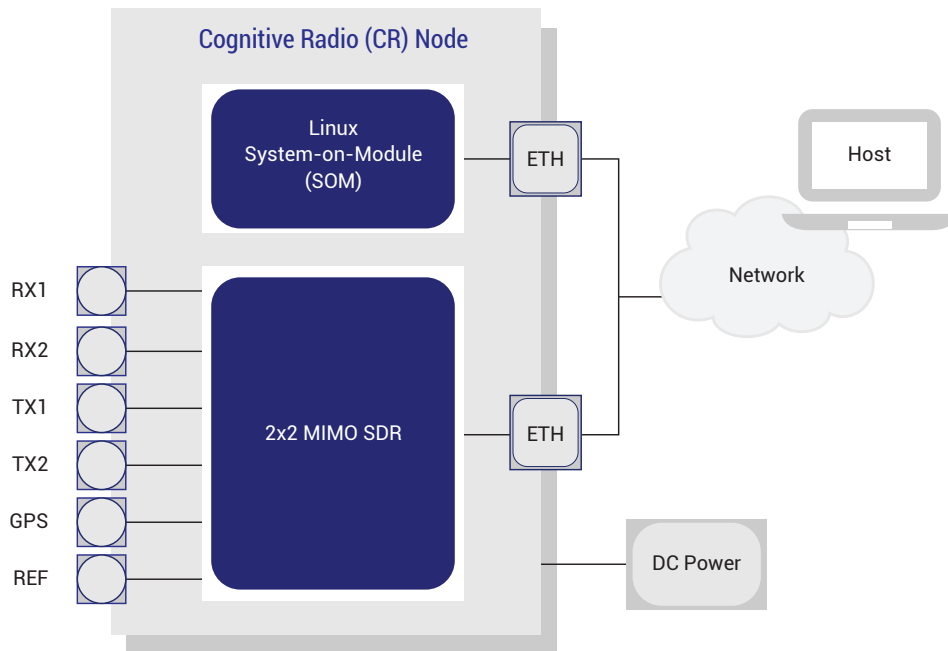 Cognitive Radio (CR) Node
Linux
System-on-Module
(SOM)
ETH
Host
Network
RX1
RX2
TX1
TX2
GPS
REF
2x2 MIMO SDR
ETH
DC Power